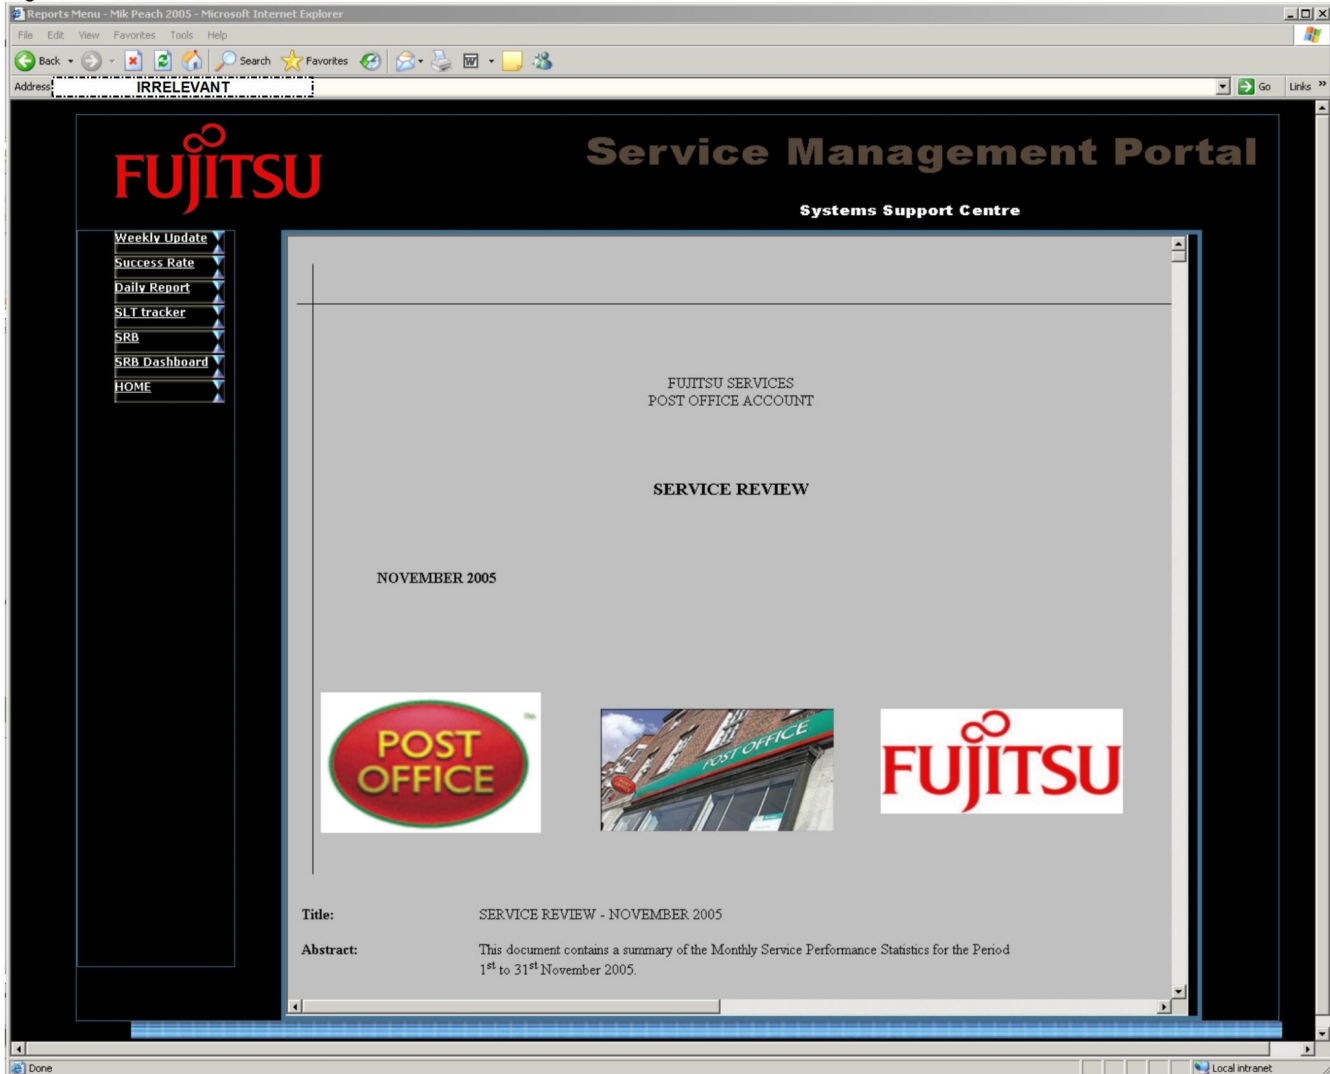 Reports Menu - Mik Peach 2005 - Microsoft Internet Explorer
File Edit View Favorites Tools Help
Back Search Favorites
Address IRRELEVANT Go Links »
FUJITSU
Service Management Portal
Systems Support Centre
Weekly Update
Success Rate
Daily Report
SLT tracker
SRB
SRB Dashboard
HOME
FUJITSU SERVICES
POST OFFICE ACCOUNT
SERVICE REVIEW
NOVEMBER 2005
POST
OFFICE
POST OFFICE
FUJITSU
Title: SERVICE REVIEW - NOVEMBER 2005
Abstract: This document contains a summary of the Monthly Service Performance Statistics for the Period
1st to 31st November 2005.
Done Local intranet